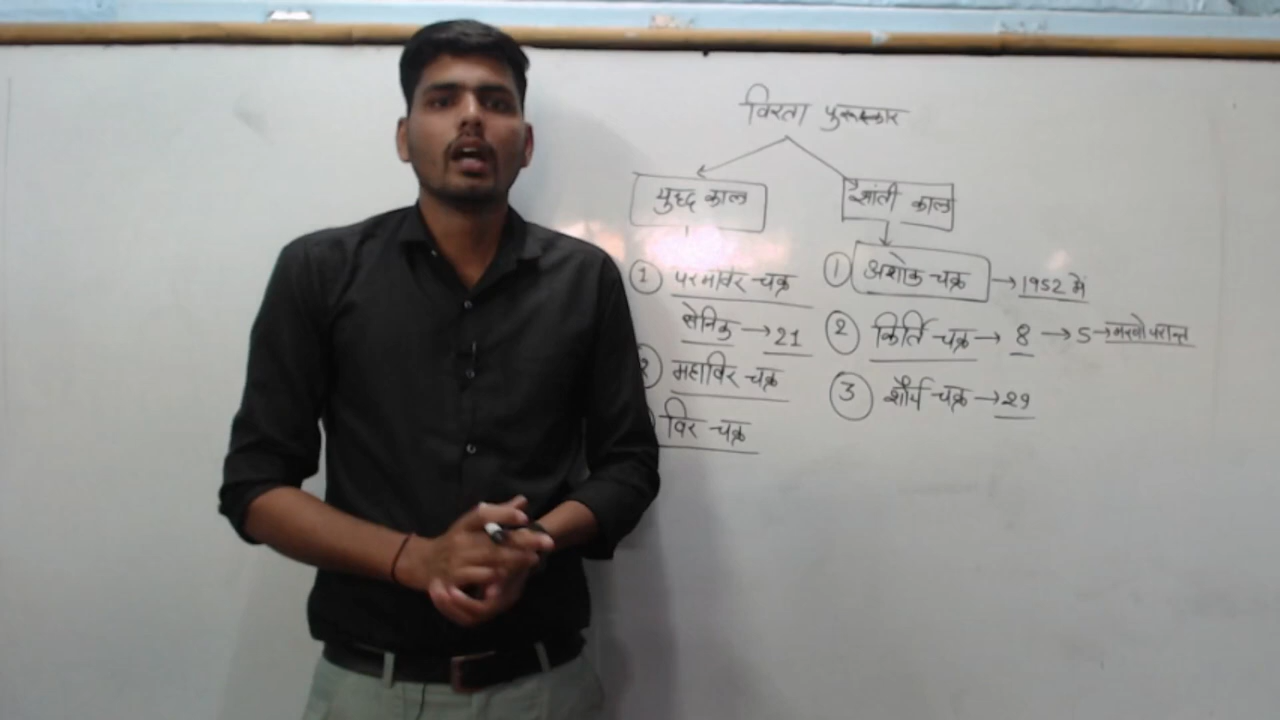 विरता पुरूस्कार
युद्ध काल
शांती काल
① परमविर चक्र
सेनिक → 21
② महाविर चक्र
विर चक्र
① अशोक चक्र → 1952 में
② किर्ति चक्र → 8 → 5 → मरणोपरान्त
③ शौर्य चक्र → 29